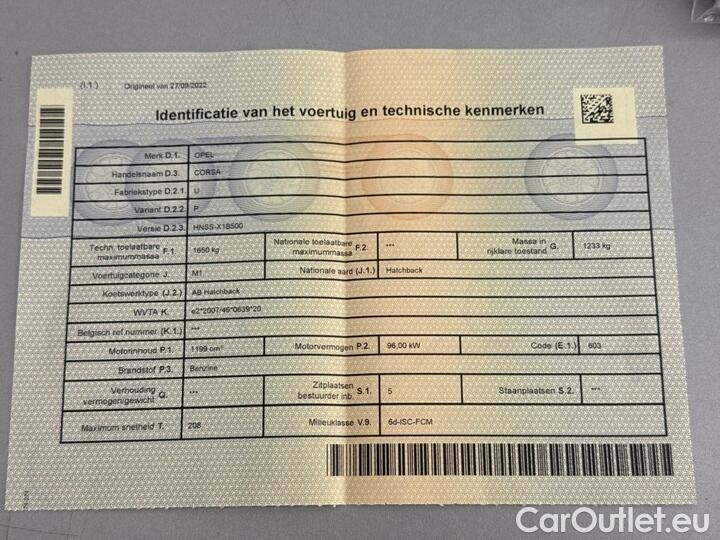 (I.1.) Origineel van 27/09/2022
Identificatie van het voertuig en technische kenmerken
Merk D.1. OPEL
Handelsnaam D.3. CORSA
Fabriekstype D.2.1. U
Variant D.2.2. P
Versie D.2.3. HNSS-X1B500
Techn. toelaatbare maximummassa F.1. 1650 kg Nationale toelaatbare maximummassa F.2. *** Massa in rijklare toestand G. 1233 kg
Voertuigcategorie J. M1 Nationale aard (J.1.) Hatchback
Koetswerktype (J.2.) AB Hatchback
WVTA K. e2*2007/46*0639*20
Belgisch ref.nummer (K.1.) ***
Motorinhoud P.1. 1199 cm³ Motorvermogen P.2. 96,00 kW Code (E.1.) 603
Brandstof P.3. Benzine
Verhouding vermogen/gewicht Q. *** Zitplaatsen bestuurder inb. S.1. 5 Staanplaatsen S.2. ***
Maximum snelheid T. 208 Milieuklasse V.9. 6d-ISC-FCM
CarOutlet.eu